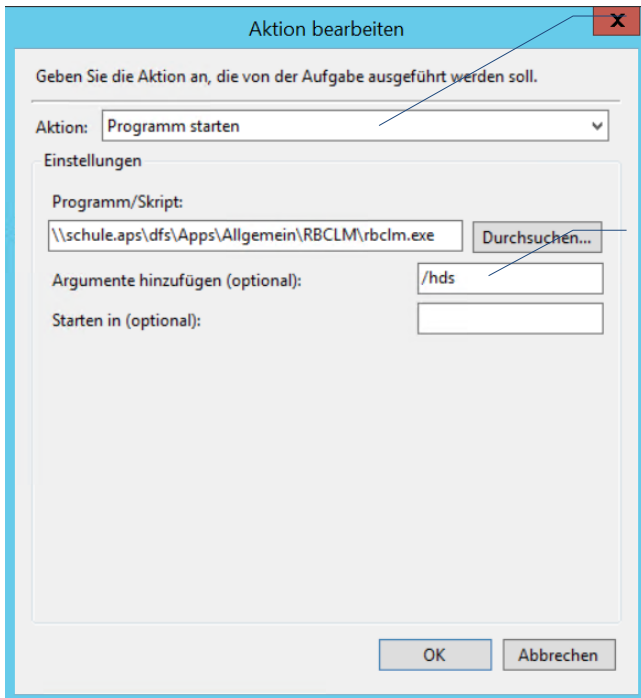 Aktion bearbeiten
x
Geben Sie die Aktion an, die von der Aufgabe ausgeführt werden soll.
Aktion: Programm starten
Einstellungen
Programm/Skript:
\\schule.aps\dfs\Apps\Allgemein\RBCLM\rbclm.exe Durchsuchen...
Argumente hinzufügen (optional): /hds
Starten in (optional):
OK Abbrechen